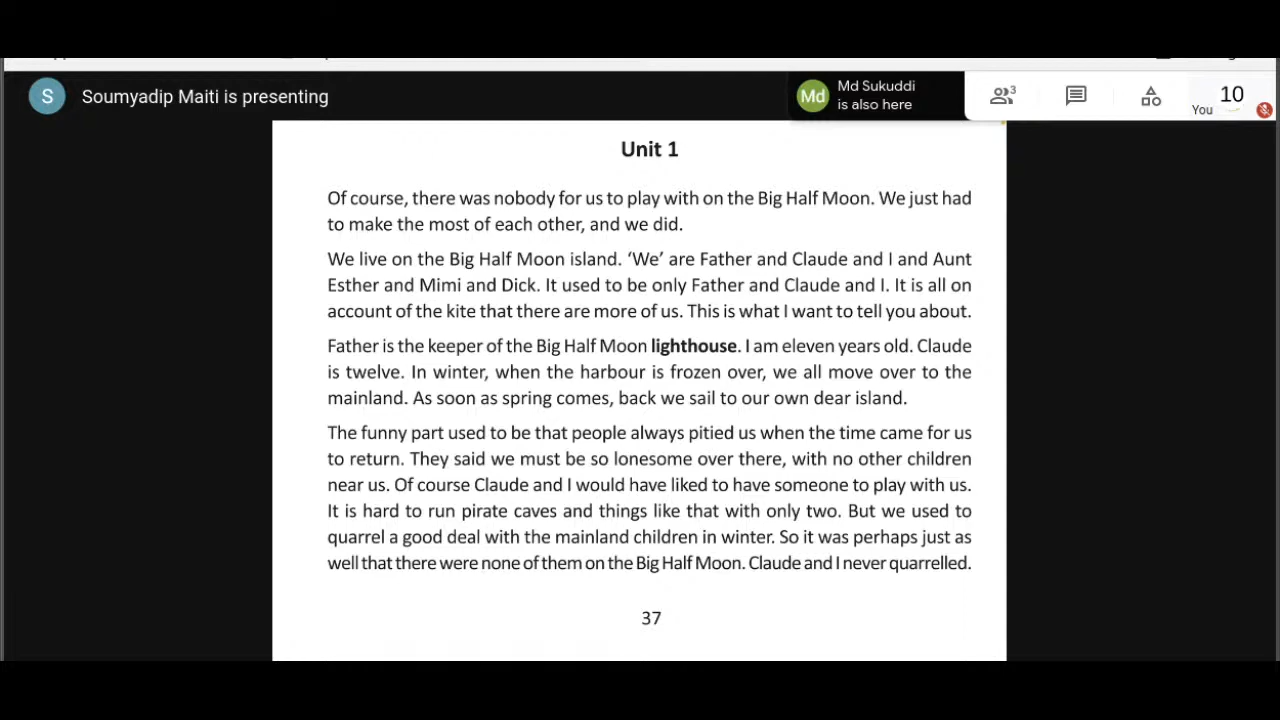 S
Soumyadip Maiti is presenting
Md
Md Sukuddi
is also here
3
You
10
Unit 1
Of course, there was nobody for us to play with on the Big Half Moon. We just had
to make the most of each other, and we did.
We live on the Big Half Moon island. ‘We’ are Father and Claude and I and Aunt
Esther and Mimi and Dick. It used to be only Father and Claude and I. It is all on
account of the kite that there are more of us. This is what I want to tell you about.
Father is the keeper of the Big Half Moon lighthouse. I am eleven years old. Claude
is twelve. In winter, when the harbour is frozen over, we all move over to the
mainland. As soon as spring comes, back we sail to our own dear island.
The funny part used to be that people always pitied us when the time came for us
to return. They said we must be so lonesome over there, with no other children
near us. Of course Claude and I would have liked to have someone to play with us.
It is hard to run pirate caves and things like that with only two. But we used to
quarrel a good deal with the mainland children in winter. So it was perhaps just as
well that there were none of them on the Big Half Moon. Claude and I never quarrelled.
37